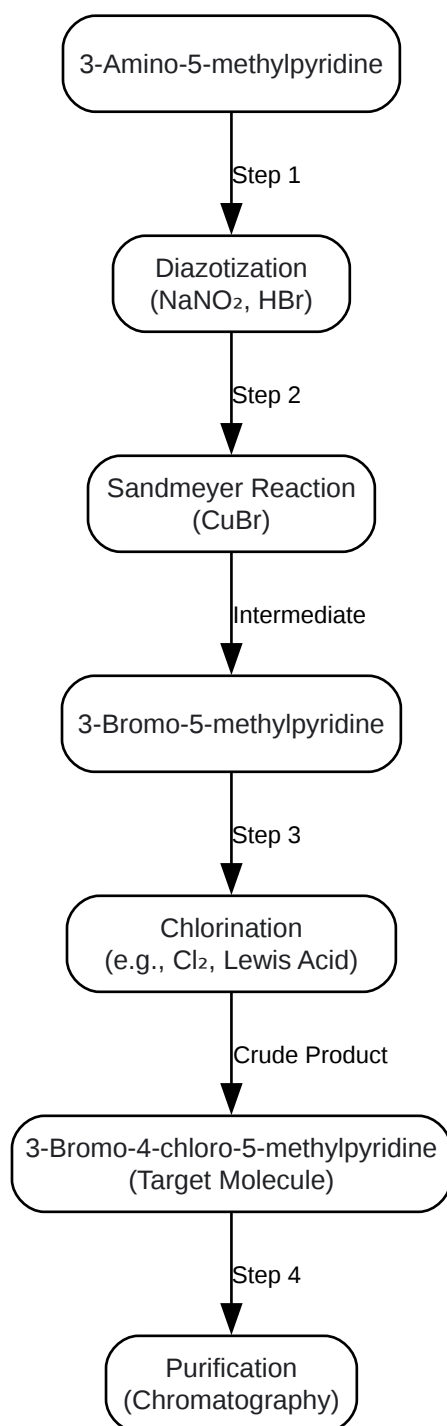 3-Amino-5-methylpyridine
Step 1
Diazotization
(NaNO₂, HBr)
Step 2
Sandmeyer Reaction
(CuBr)
Intermediate
3-Bromo-5-methylpyridine
Step 3
Chlorination
(e.g., Cl₂, Lewis Acid)
Crude Product
3-Bromo-4-chloro-5-methylpyridine
(Target Molecule)
Step 4
Purification
(Chromatography)